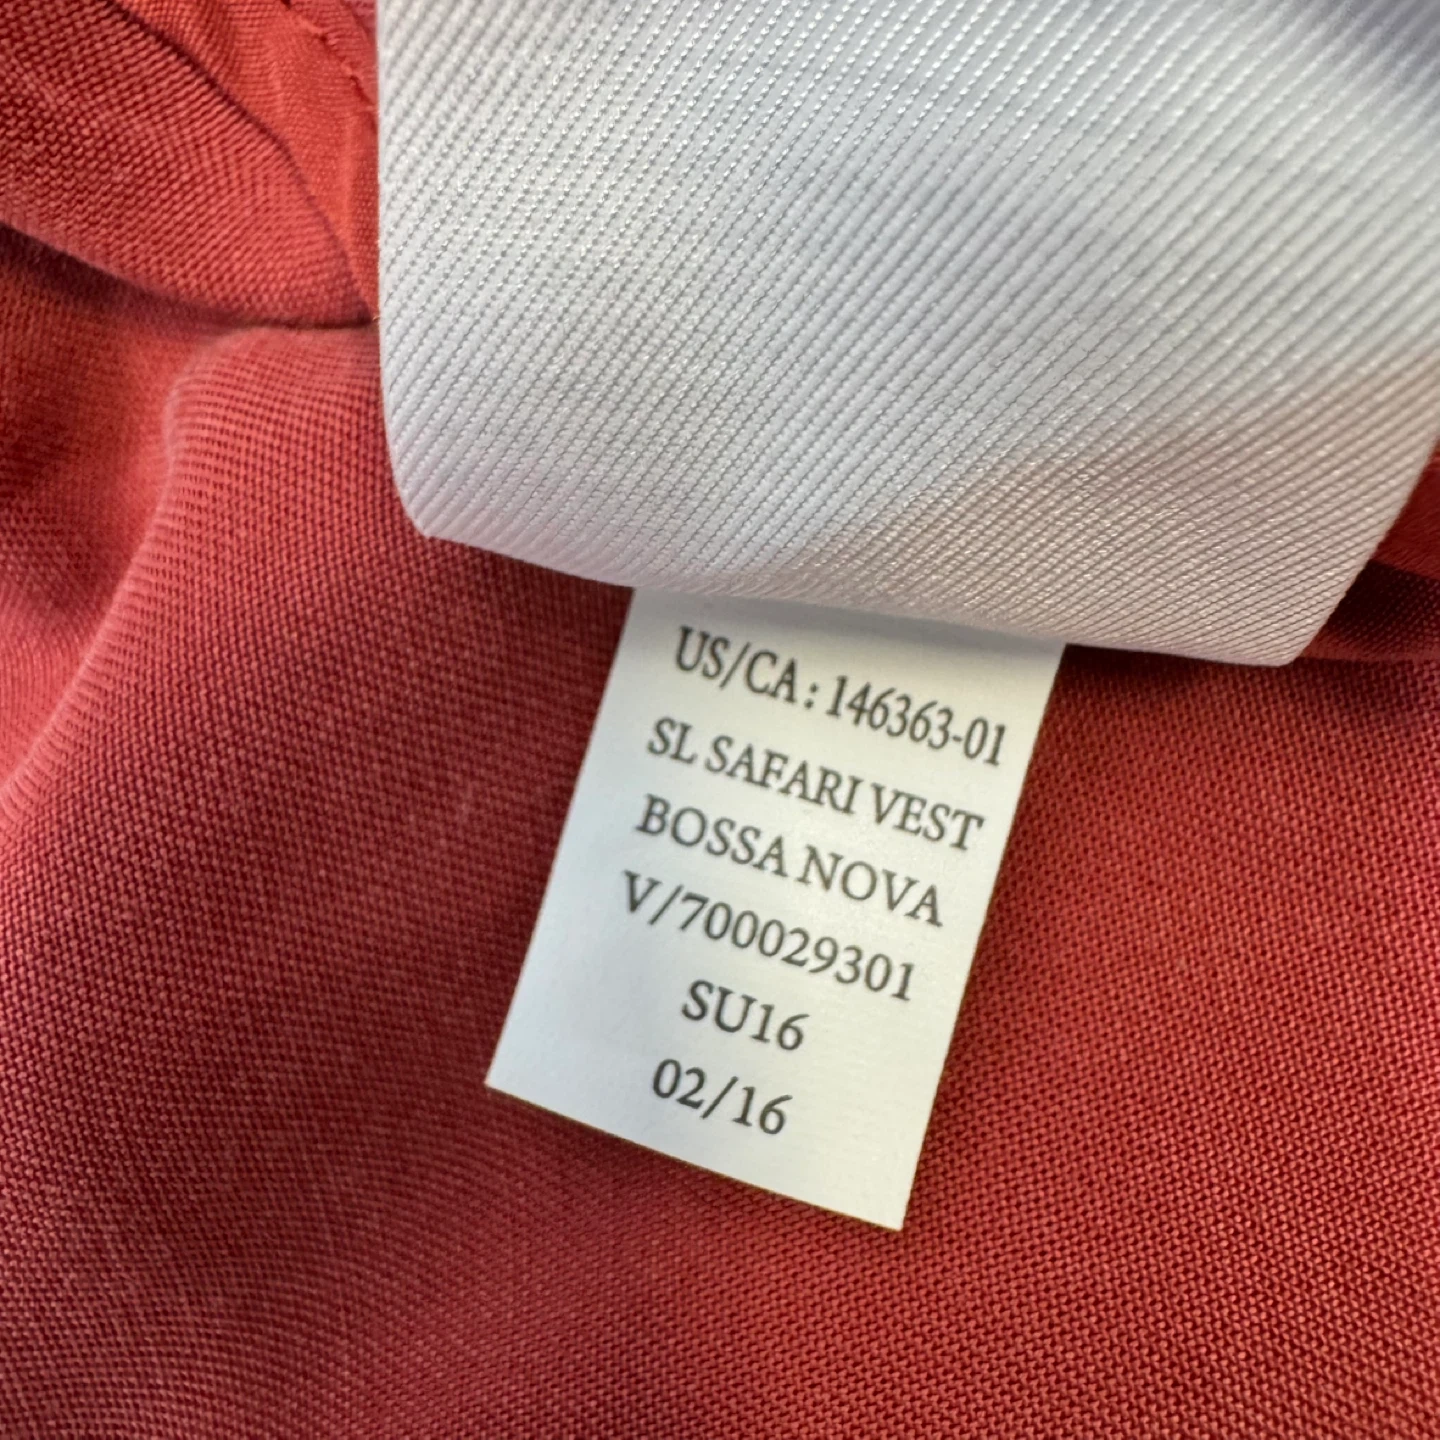 US/CA : 146363-01
SL SAFARI VEST
BOSSA NOVA
V/700029301
SU16
02/16